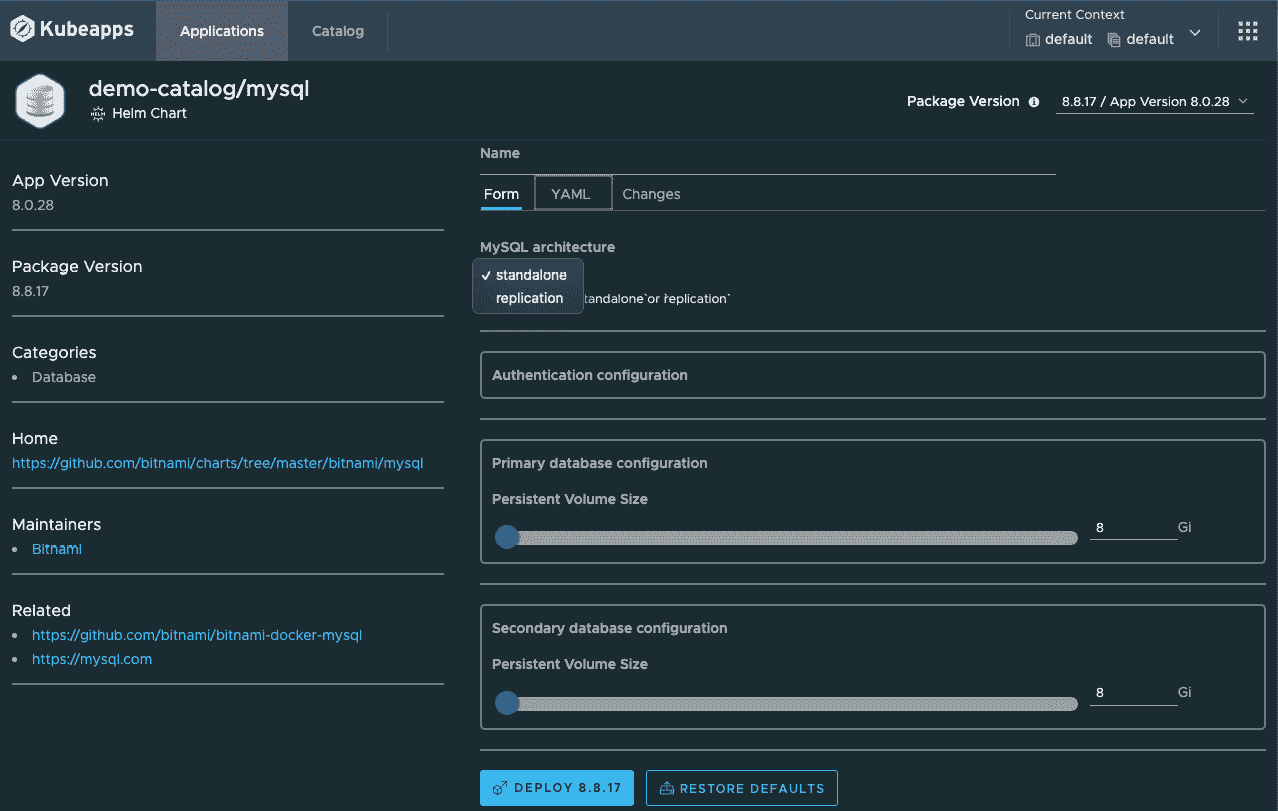 Kubeapps
Applications
Catalog
Current Context
default default
demo-catalog/mysql
HELM
Helm Chart
Package Version
8.8.17 / App Version 8.0.28
App Version
8.0.28
Package Version
8.8.17
Categories
Database
Home
https://github.com/bitnami/charts/tree/master/bitnami/mysql
Maintainers
Bitnami
Related
https://github.com/bitnami/bitnami-docker-mysql
https://mysql.com
Name
Form YAML Changes
MySQL architecture
✓ standalone
replication
tandalone`or `replication`
Authentication configuration
Primary database configuration
Persistent Volume Size
8 Gi
Secondary database configuration
Persistent Volume Size
8 Gi
DEPLOY 8.8.17
RESTORE DEFAULTS